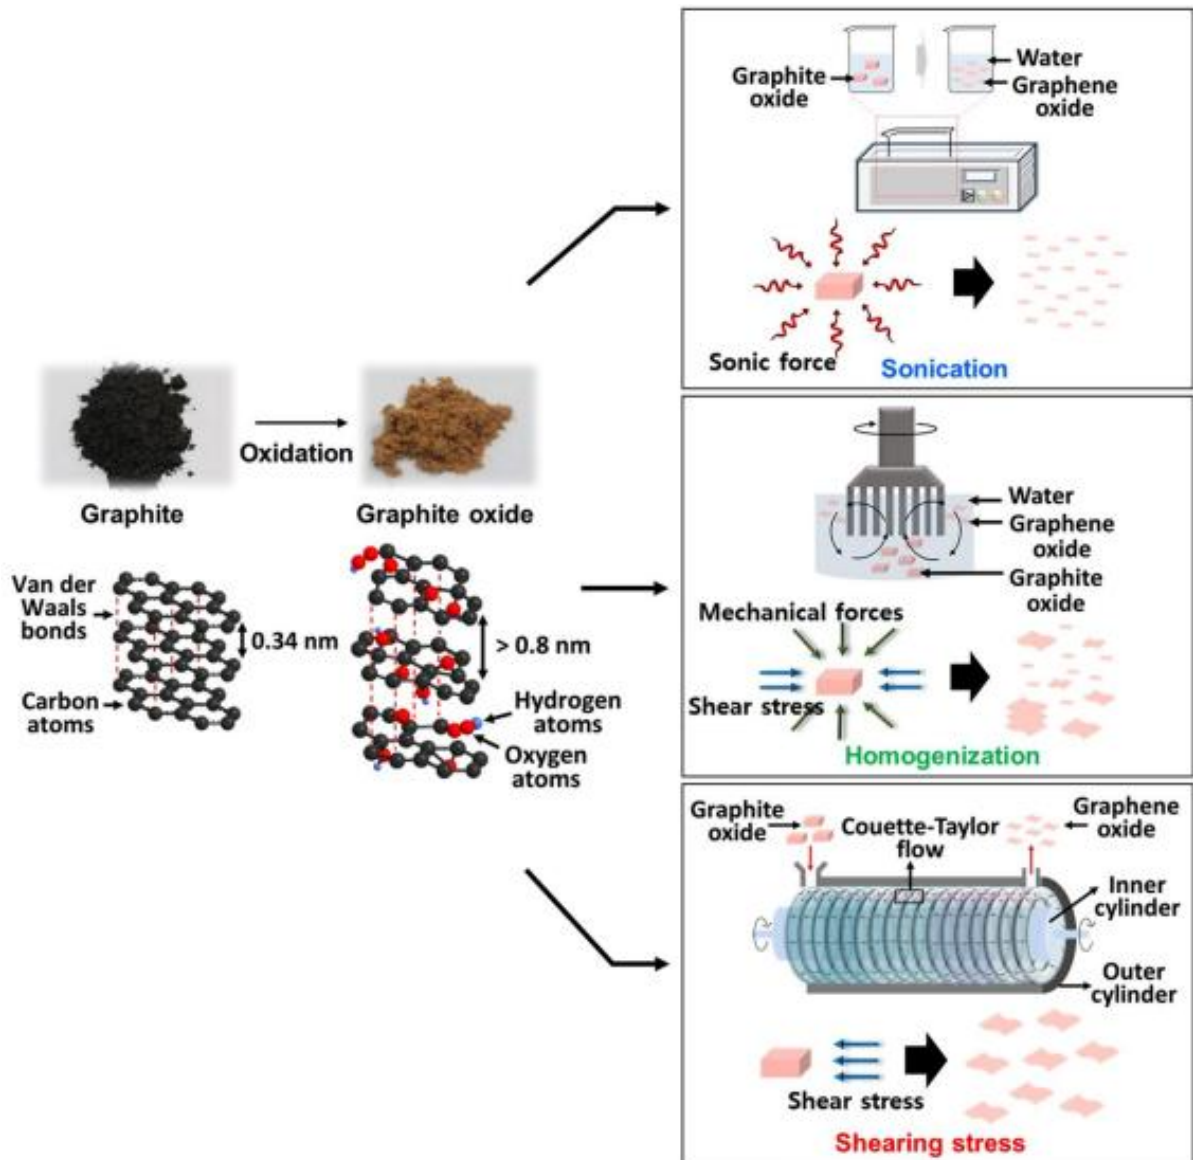 Graphite
oxide
Water
Graphene
oxide
Sonic force
Sonication
Oxidation
Graphite
Graphite oxide
Van der
Waals
bonds
0.34 nm
Carbon
atoms
> 0.8 nm
Hydrogen
atoms
Oxygen
atoms
Water
Graphene
oxide
Graphite
oxide
Mechanical forces
Shear stress
Homogenization
Graphite
oxide
Couette-Taylor
flow
Graphene
oxide
Inner
cylinder
Outer
cylinder
Shear stress
Shearing stress